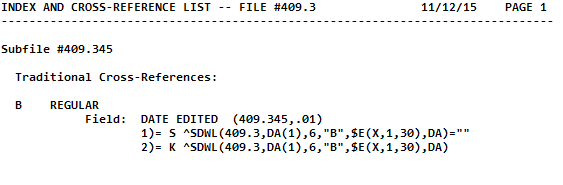 INDEX AND CROSS-REFERENCE LIST -- FILE #409.3 11/12/15 PAGE 1
-------------------------------------------------------------------------------
Subfile #409.345
Traditional Cross-References:
B REGULAR
Field: DATE EDITED (409.345,.01)
1)= S ^SDWL(409.3,DA(1),6,"B",$E(X,1,30),DA)=""
2)= K ^SDWL(409.3,DA(1),6,"B",$E(X,1,30),DA)